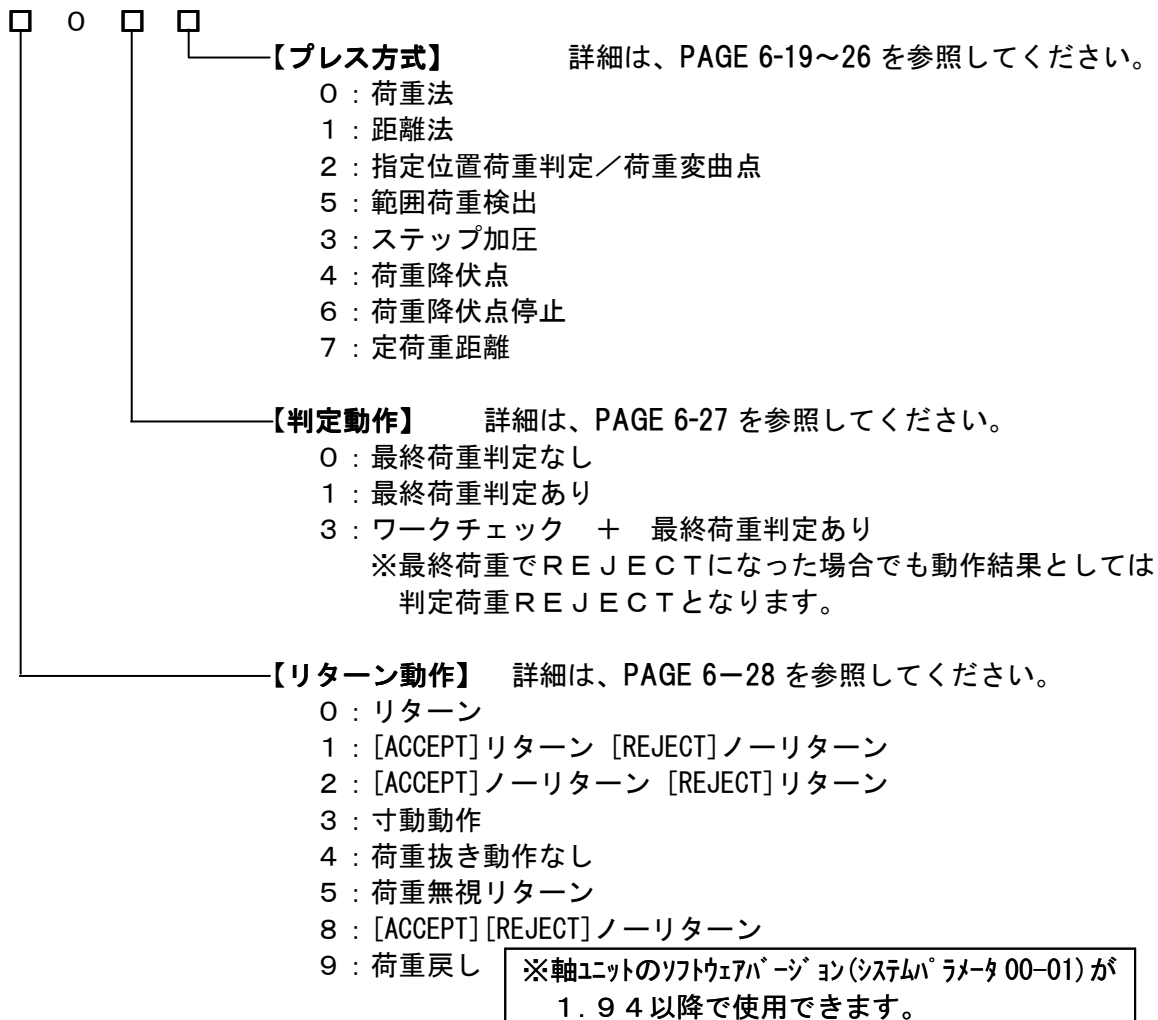 □ ０ □ □
【プレス方式】 詳細は、PAGE 6-19～26 を参照してください。
０：荷重法
１：距離法
２：指定位置荷重判定／荷重変曲点
５：範囲荷重検出
３：ステップ加圧
４：荷重降伏点
６：荷重降伏点停止
７：定荷重距離
【判定動作】 詳細は、PAGE 6-27 を参照してください。
０：最終荷重判定なし
１：最終荷重判定あり
３：ワークチェック ＋ 最終荷重判定あり
※最終荷重でＲＥＪＥＣＴになった場合でも動作結果としては
判定荷重ＲＥＪＥＣＴとなります。
【リターン動作】 詳細は、PAGE 6－28 を参照してください。
０：リターン
１：[ACCEPT]リターン [REJECT]ノーリターン
２：[ACCEPT]ノーリターン [REJECT]リターン
３：寸動動作
４：荷重抜き動作なし
５：荷重無視リターン
８：[ACCEPT][REJECT]ノーリターン
９：荷重戻し
※軸ﾕﾆｯﾄのｿﾌﾄｳｪｱﾊﾞｰｼﾞｮﾝ(ｼｽﾃﾑﾊﾟﾗﾒｰﾀ 00-01)が
１.９４以降で使用できます。